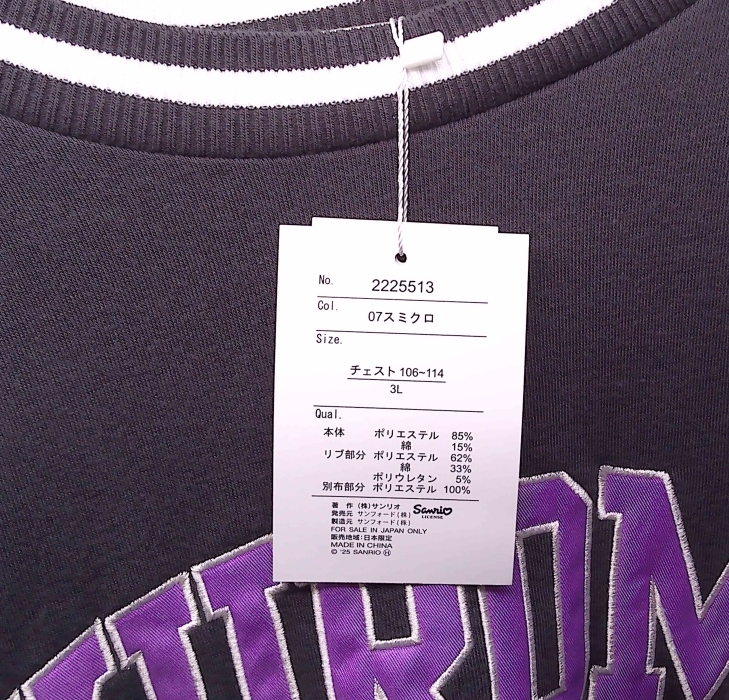 No. 2225513
Col. 07スミクロ
Size.
チェスト 106~114
3L
Qual.
本体 ポリエステル 85%
綿 15%
リブ部分 ポリエステル 62%
綿 33%
ポリウレタン 5%
別布部分 ポリエステル 100%
著 作 (株)サンリオ
発売元 サンフォード(株)
製造元 サンフォード(株)
Sanrio
LICENSE
FOR SALE IN JAPAN ONLY
販売地域:日本限定
MADE IN CHINA
© '25 SANRIO Ⓗ
UROM